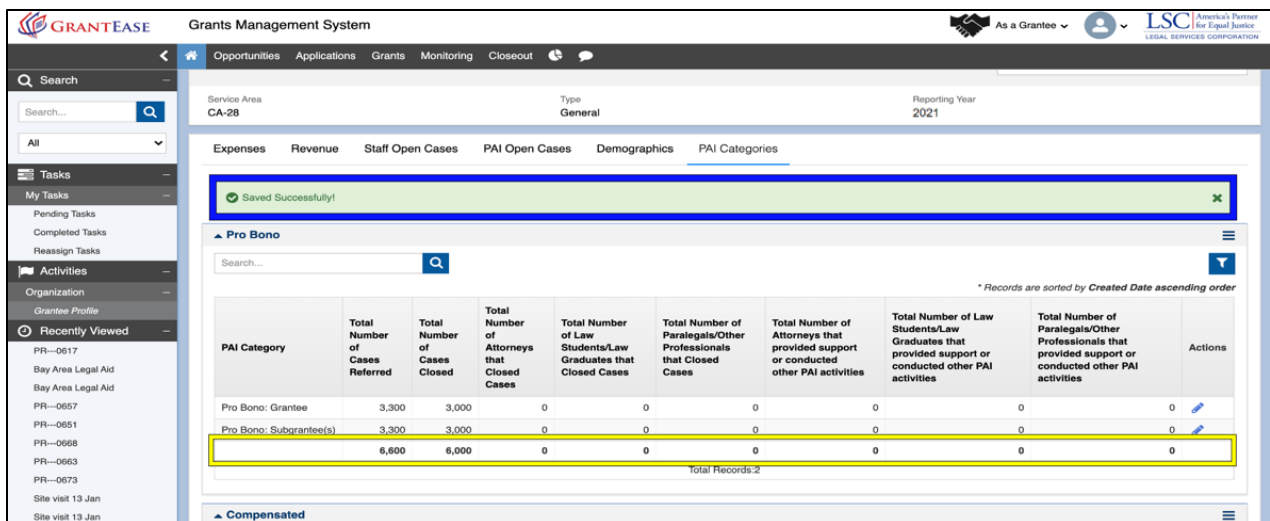 GRANTEASE
Grants Management System
As a Grantee
LSC America's Partner
for Equal Justice
LEGAL SERVICES CORPORATION
Opportunities Applications Grants Monitoring Closeout
Search
Search...
All
Tasks
My Tasks
Pending Tasks
Completed Tasks
Reassign Tasks
Activities
Organization
Grantee Profile
Recently Viewed
PR---0617
Bay Area Legal Aid
Bay Area Legal Aid
PR---0657
PR---0651
PR---0668
PR---0663
PR---0673
Site visit 13 Jan
Site visit 13 Jan
Service Area Type Reporting Year
CA-28 General 2021
Expenses Revenue Staff Open Cases PAI Open Cases Demographics PAI Categories
Saved Successfully!
Pro Bono
Search...
* Records are sorted by Created Date ascending order
PAI Category
Total
Number
of
Cases
Referred
Total
Number
of
Cases
Closed
Total
Number
of
Attorneys
that
Closed
Cases
Total Number
of Law
Students/Law
Graduates that
Closed Cases
Total Number of
Paralegals/Other
Professionals
that Closed
Cases
Total Number of
Attorneys that
provided support
or conducted
other PAI activities
Total Number of Law
Students/Law
Graduates that
provided support or
conducted other PAI
activities
Total Number of
Paralegals/Other
Professionals that
provided support or
conducted other PAI
activities
Actions
Pro Bono: Grantee 3,300 3,000 0 0 0 0 0 0
Pro Bono: Subgrantee(s) 3,300 3,000 0 0 0 0 0 0
6,600 6,000 0 0 0 0 0 0
Total Records:2
Compensated